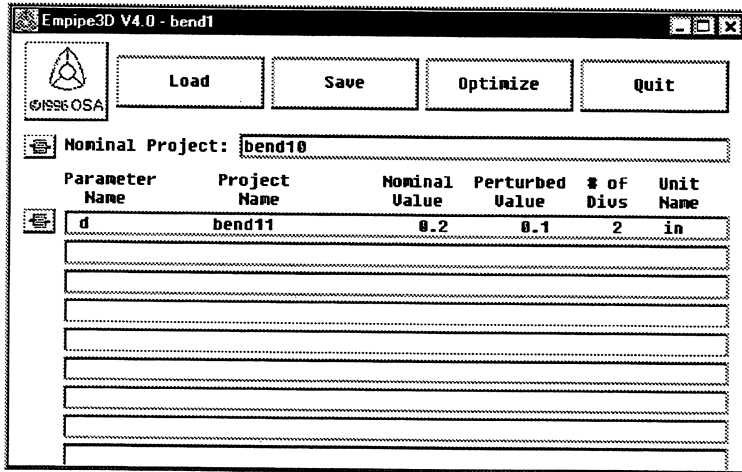 Empipe3D V4.0 - bend1
Load Save Optimize Quit
©1996 OSA
Nominal Project: bend10
Parameter Project Nominal Perturbed # of Unit
Name Name Value Value Divs Name
d bend11 0.2 0.1 2 in